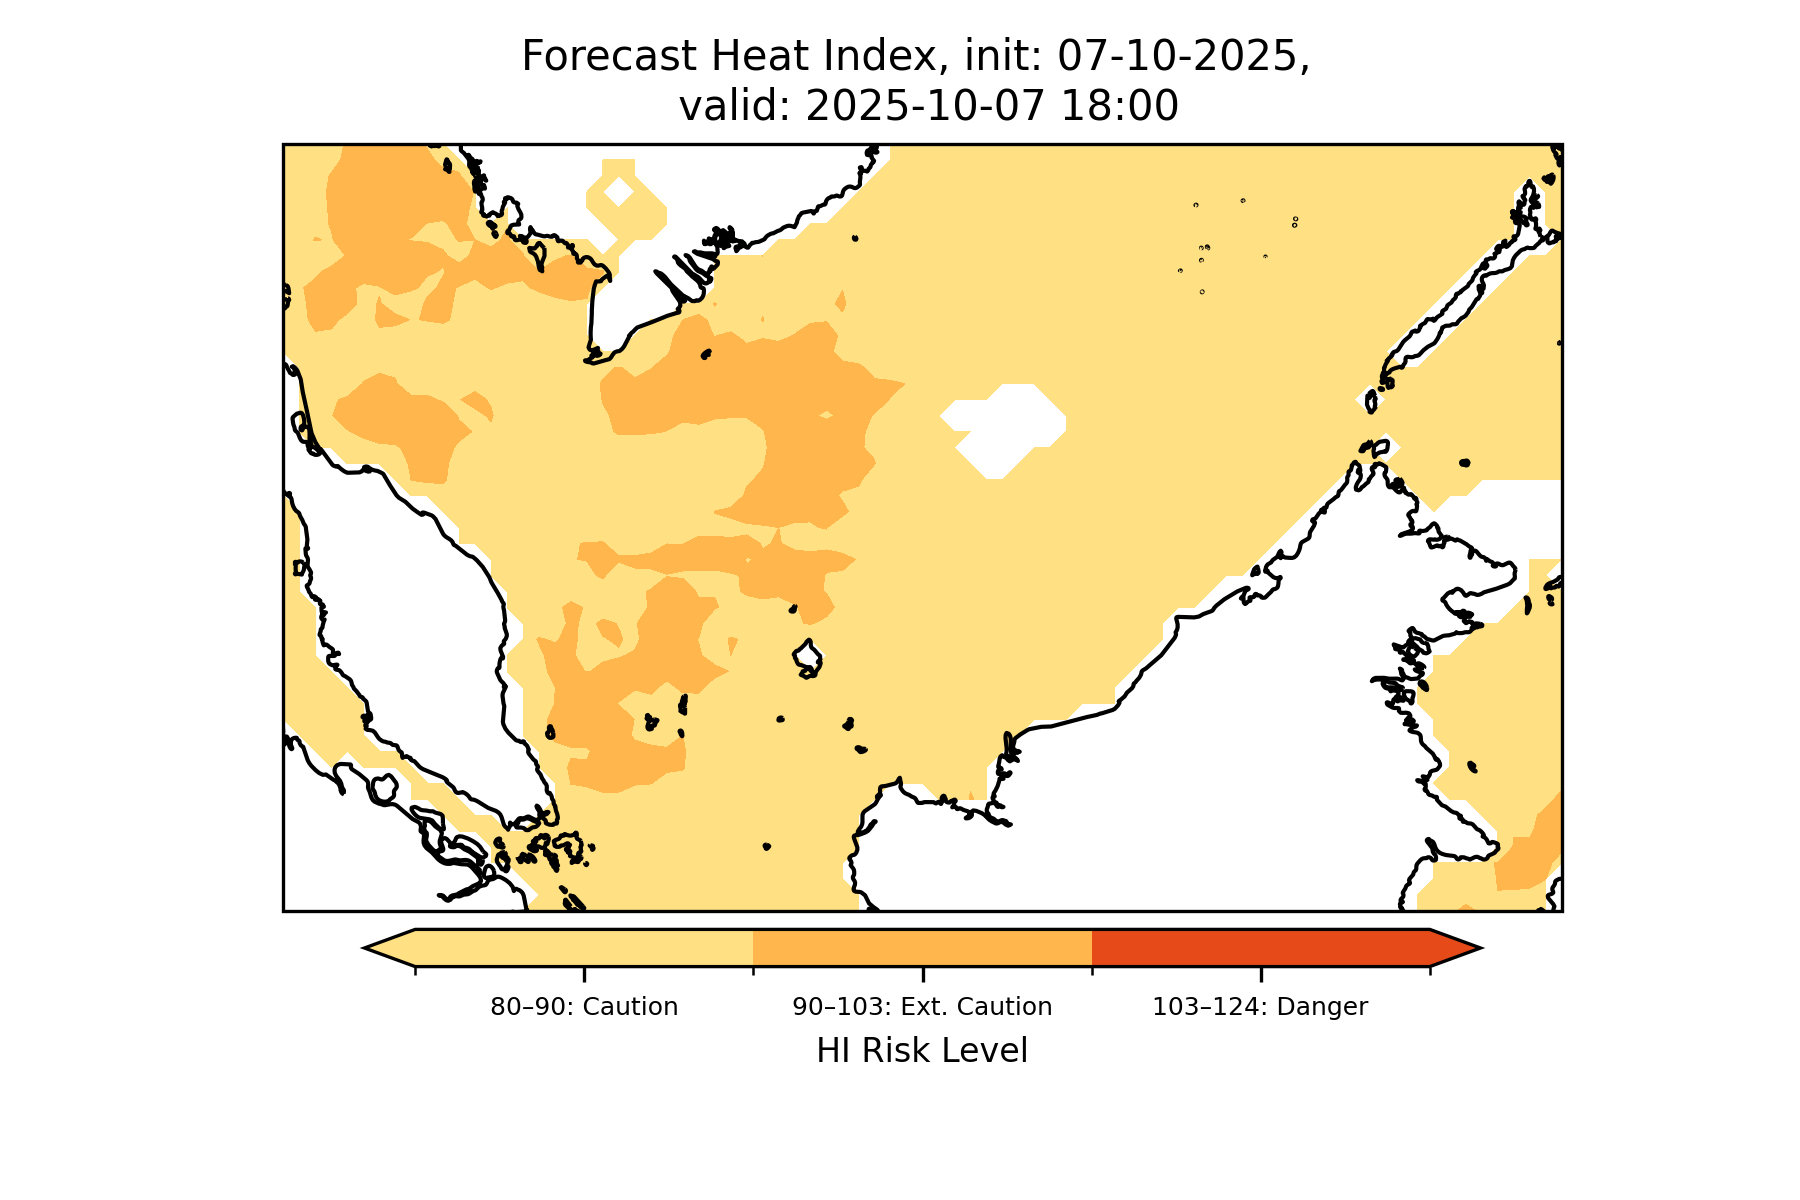 Forecast Heat Index, init: 07-10-2025,
valid: 2025-10-07 18:00
80–90: Caution
90–103: Ext. Caution
103–124: Danger
HI Risk Level